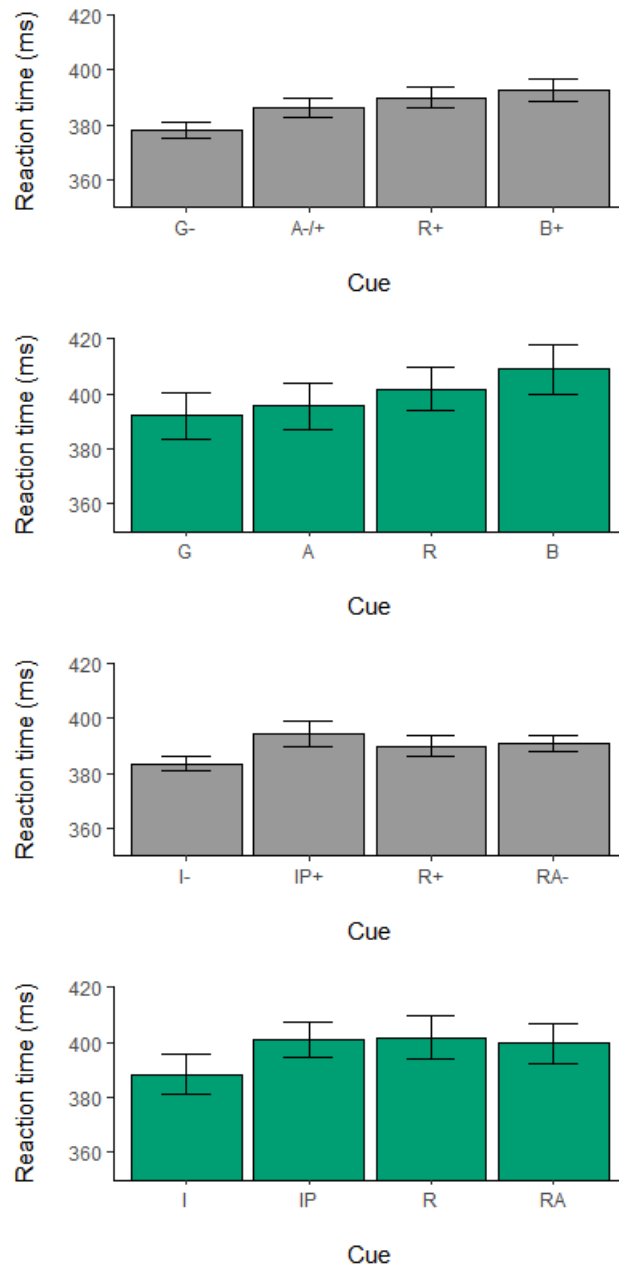 Reaction time (ms)
420
400
380
360
G-
A-/+
R+
B+
Cue
Reaction time (ms)
420
400
380
360
G
A
R
B
Cue
Reaction time (ms)
420
400
380
360
I-
IP+
R+
RA-
Cue
Reaction time (ms)
420
400
380
360
I
IP
R
RA
Cue